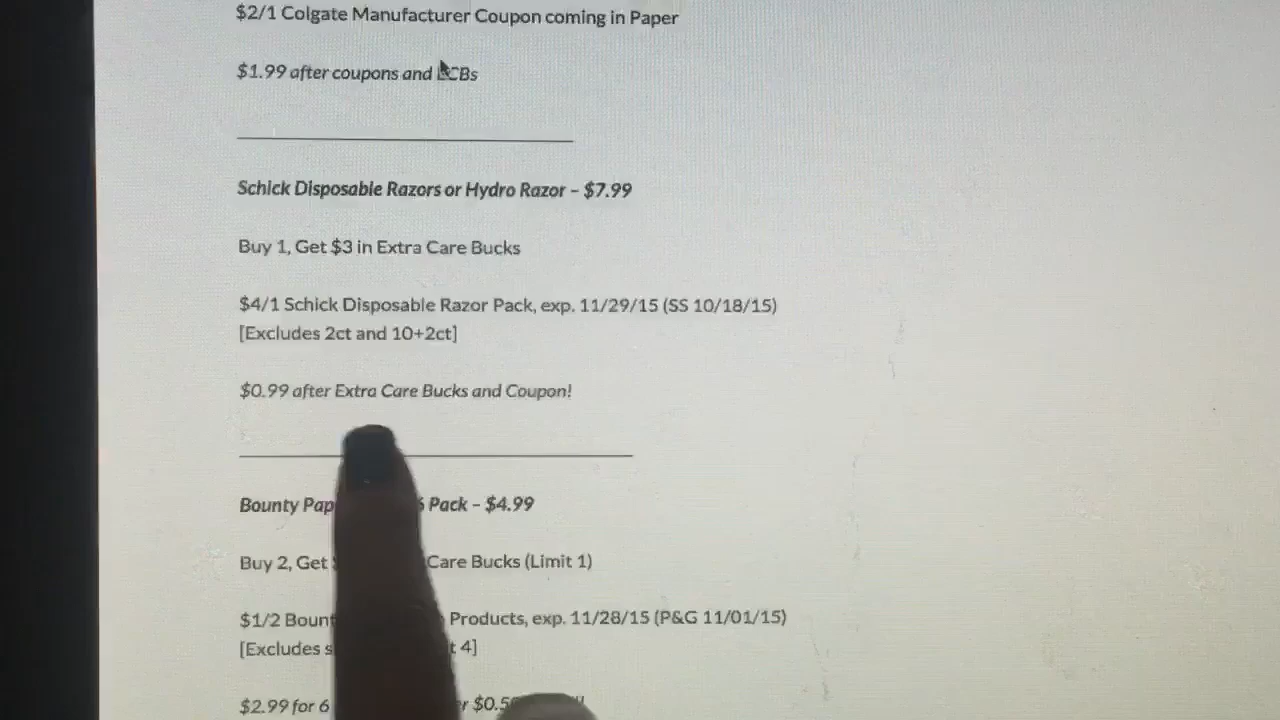 $2/1 Colgate Manufacturer Coupon coming in Paper
$1.99 after coupons and ECBs
Schick Disposable Razors or Hydro Razor – $7.99
Buy 1, Get $3 in Extra Care Bucks
$4/1 Schick Disposable Razor Pack, exp. 11/29/15 (SS 10/18/15)
[Excludes 2ct and 10+2ct]
$0.99 after Extra Care Bucks and Coupon!
Bounty Pack – $4.99
Buy 2, Get Care Bucks (Limit 1)
$1/2 Products, exp. 11/28/15 (P&G 11/01/15)
[Excludes 4]
$2.99 for 6